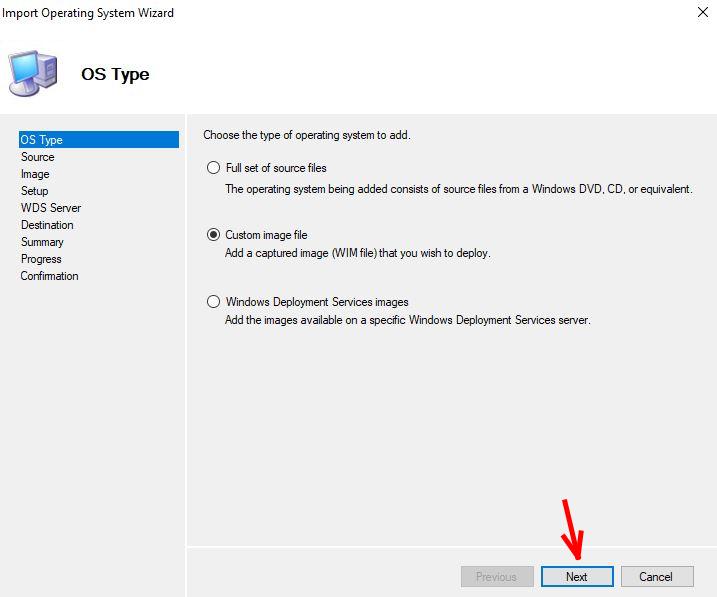 Import Operating System Wizard
OS Type
OS Type
Source
Image
Setup
WDS Server
Destination
Summary
Progress
Confirmation
Choose the type of operating system to add.
Full set of source files
The operating system being added consists of source files from a Windows DVD, CD, or equivalent.
Custom image file
Add a captured image (WIM file) that you wish to deploy.
Windows Deployment Services images
Add the images available on a specific Windows Deployment Services server.
Previous
Next
Cancel